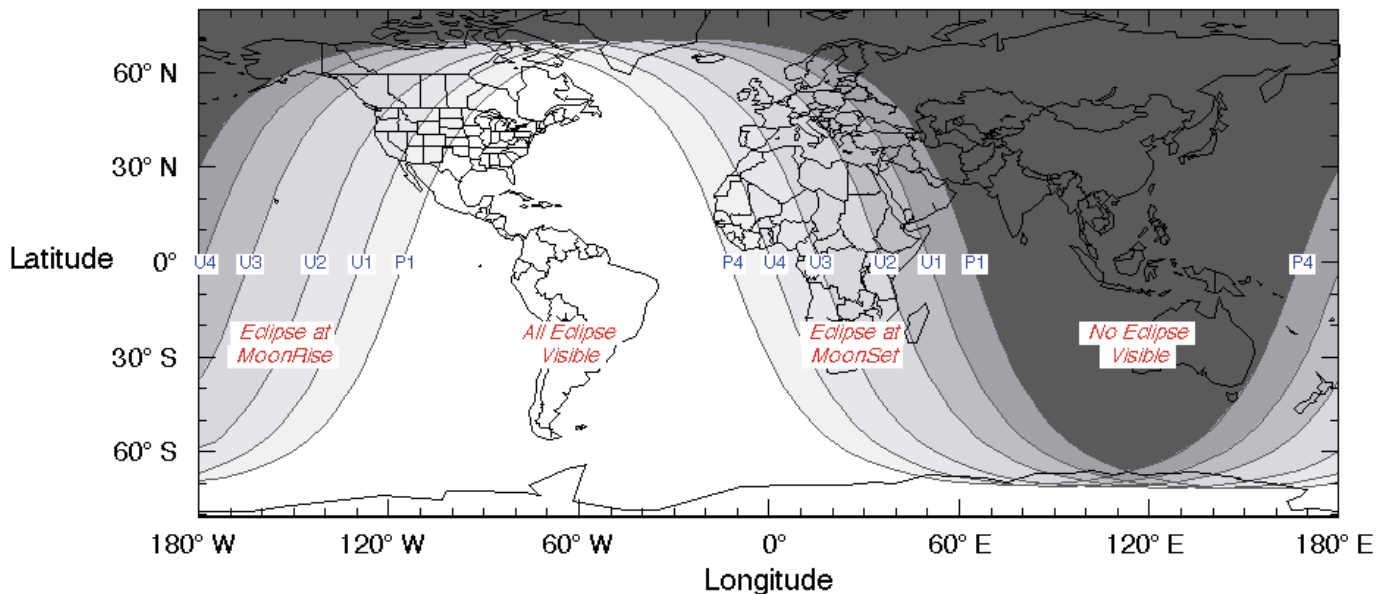 60° N
30° N
Latitude 0° U4 U3 U2 U1 P1 P4 U4 U3 U2 U1 P1 P4
Eclipse at MoonRise
All Eclipse Visible
Eclipse at MoonSet
No Eclipse Visible
30° S
60° S
180° W 120° W 60° W 0° 60° E 120° E 180° E
Longitude